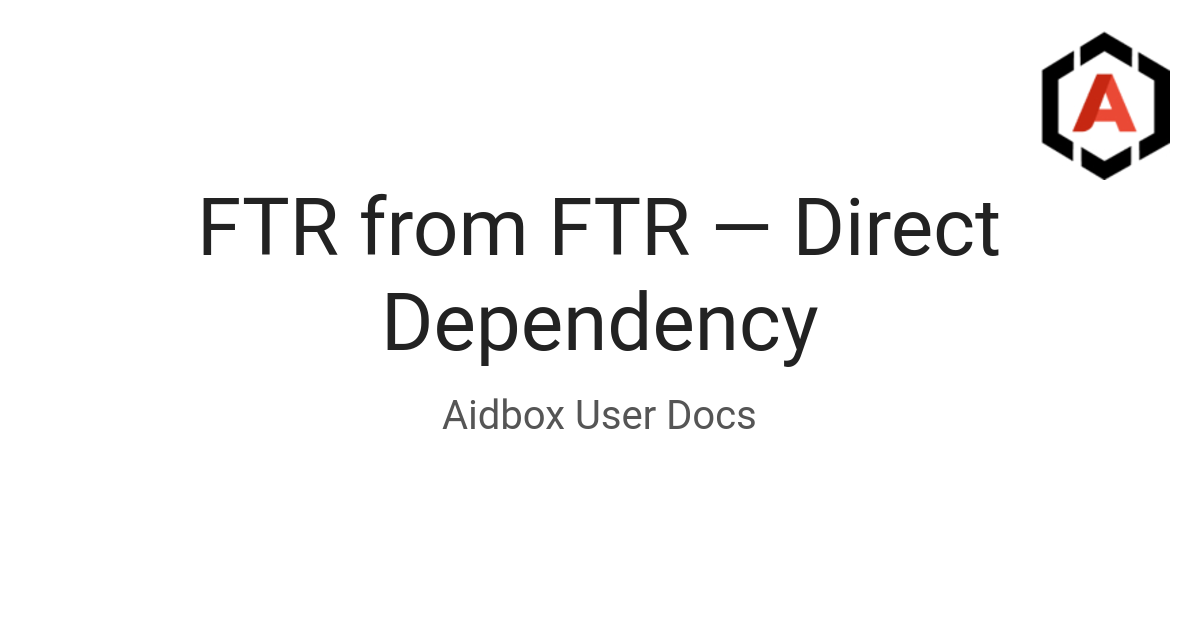 A
FTR from FTR — Direct
Dependency
Aidbox User Docs